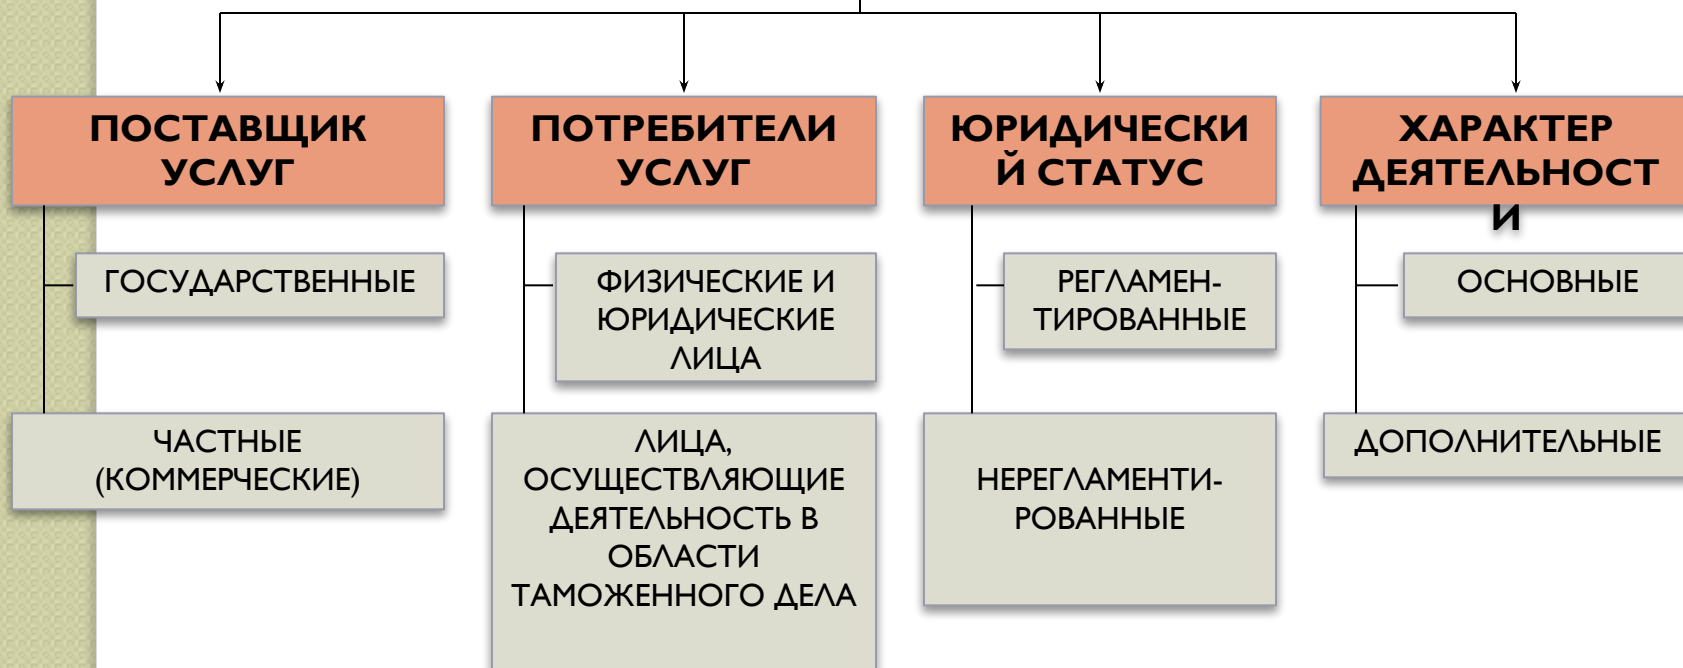 ПОСТАВЩИК
УСЛУГ
ГОСУДАРСТВЕННЫЕ
ЧАСТНЫЕ
(КОММЕРЧЕСКИЕ)
ПОТРЕБИТЕЛИ
УСЛУГ
ФИЗИЧЕСКИЕ И
ЮРИДИЧЕСКИЕ
ЛИЦА
ЛИЦА,
ОСУЩЕСТВЛЯЮЩИЕ
ДЕЯТЕЛЬНОСТЬ В
ОБЛАСТИ
ТАМОЖЕННОГО ДЕЛА
ЮРИДИЧЕСКИ
Й СТАТУС
РЕГЛАМЕН-
ТИРОВАННЫЕ
НЕРЕГЛАМЕНТИ-
РОВАННЫЕ
ХАРАКТЕР
ДЕЯТЕЛЬНОСТ
И
ОСНОВНЫЕ
ДОПОЛНИТЕЛЬНЫЕ